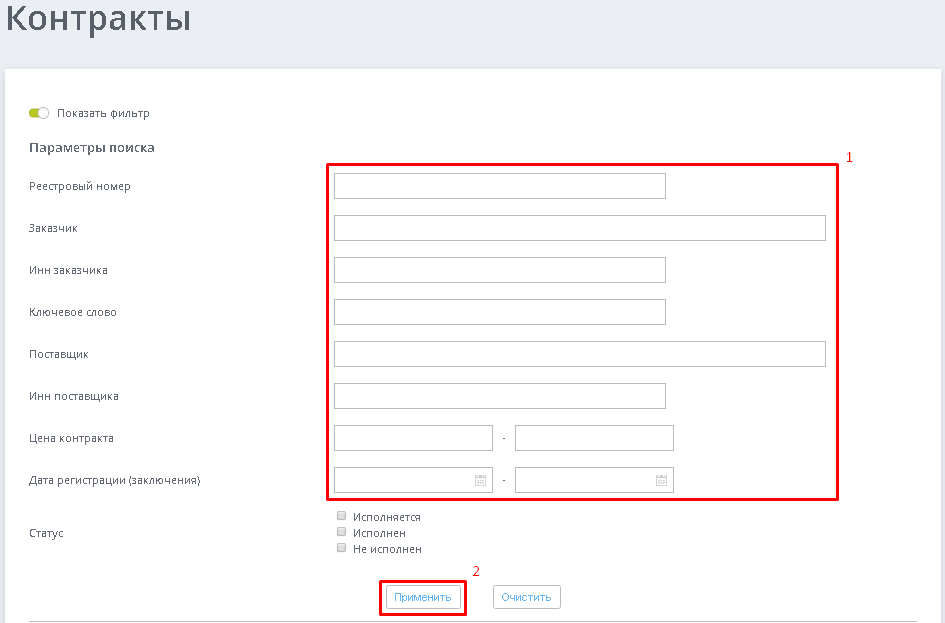 Контракты
Показать фильтр
Параметры поиска
1
Реестровый номер
Заказчик
Инн заказчика
Ключевое слово
Поставщик
Инн поставщика
Цена контракта -
Дата регистрации (заключения) -
Статус
Исполняется
Исполнен
Не исполнен
2
Применить Очистить